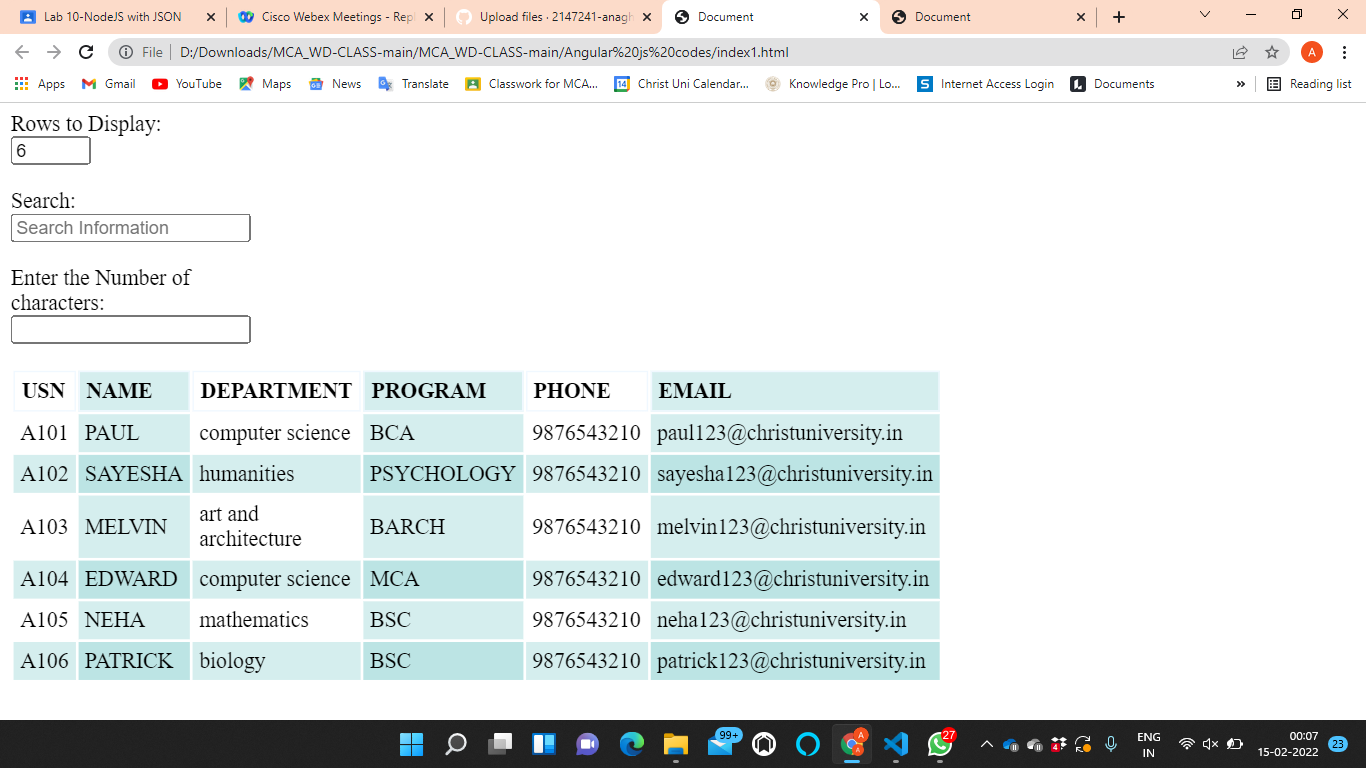 Lab 10-NodeJS with JSON
Cisco Webex Meetings - Repl
Upload files · 2147241-anagh
Document
Document
File D:/Downloads/MCA_WD-CLASS-main/MCA_WD-CLASS-main/Angular%20js%20codes/index1.html
A
Apps Gmail YouTube Maps News Translate Classwork for MCA... 14 Christ Uni Calendar... Knowledge Pro | Lo... S Internet Access Login Documents » Reading list
Rows to Display:
6
Search:
Search Information
Enter the Number of
characters:
USN NAME DEPARTMENT PROGRAM PHONE EMAIL
A101 PAUL computer science BCA 9876543210 paul123@christuniversity.in
A102 SAYESHA humanities PSYCHOLOGY 9876543210 sayesha123@christuniversity.in
A103 MELVIN art and architecture BARCH 9876543210 melvin123@christuniversity.in
A104 EDWARD computer science MCA 9876543210 edward123@christuniversity.in
A105 NEHA mathematics BSC 9876543210 neha123@christuniversity.in
A106 PATRICK biology BSC 9876543210 patrick123@christuniversity.in
99+ A 27 4
ENG
IN
00:07
15-02-2022
23